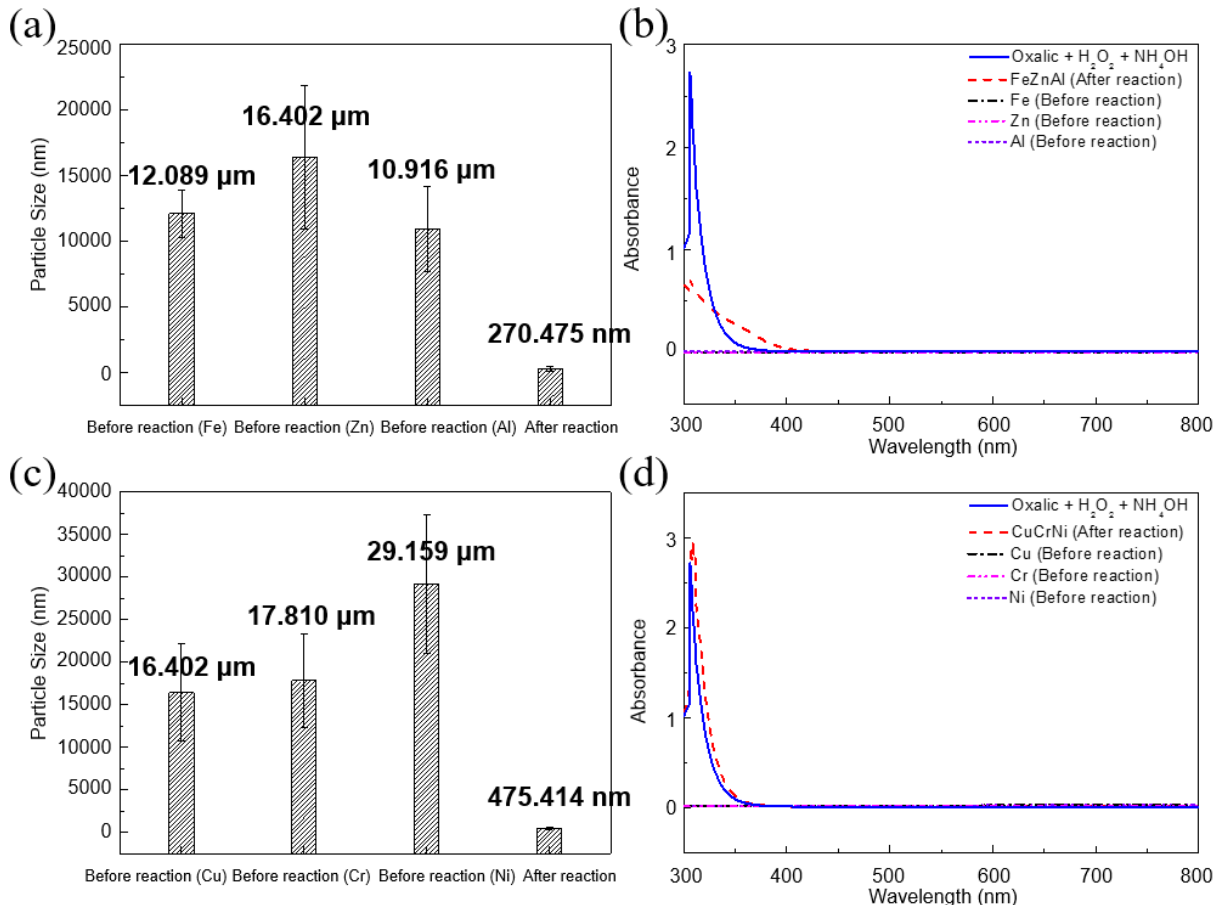 (a)
25000
20000
15000
10000
5000
0
Particle Size (nm)
12.089 μm
16.402 μm
10.916 μm
270.475 nm
Before reaction (Fe) Before reaction (Zn) Before reaction (Al) After reaction
(b)
3
2
1
0
Absorbance
Oxalic + H₂O₂ + NH₄OH
FeZnAl (After reaction)
Fe (Before reaction)
Zn (Before reaction)
Al (Before reaction)
300 400 500 600 700 800
Wavelength (nm)
(c)
40000
35000
30000
25000
20000
15000
10000
5000
0
Particle Size (nm)
16.402 μm
17.810 μm
29.159 μm
475.414 nm
Before reaction (Cu) Before reaction (Cr) Before reaction (Ni) After reaction
(d)
3
2
1
0
Absorbance
Oxalic + H₂O₂ + NH₄OH
CuCrNi (After reaction)
Cu (Before reaction)
Cr (Before reaction)
Ni (Before reaction)
300 400 500 600 700 800
Wavelength (nm)